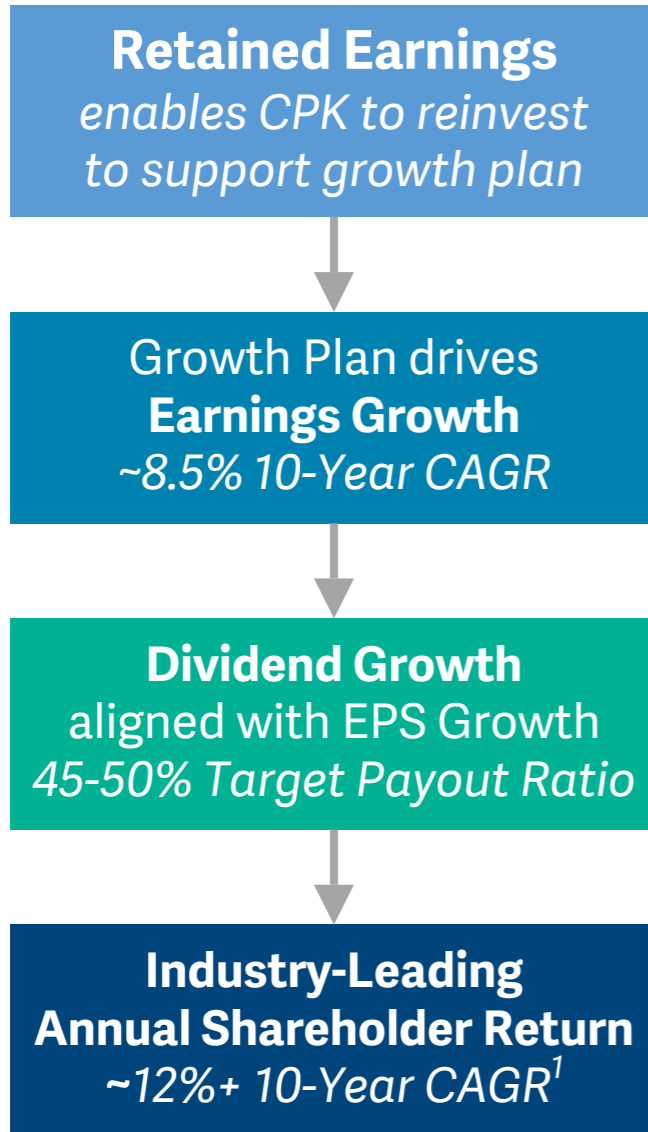 Retained Earnings
enables CPK to reinvest
to support growth plan
Growth Plan drives
Earnings Growth
~8.5% 10-Year CAGR
Dividend Growth
aligned with EPS Growth
45-50% Target Payout Ratio
Industry-Leading
Annual Shareholder Return
~12%+ 10-Year CAGR¹